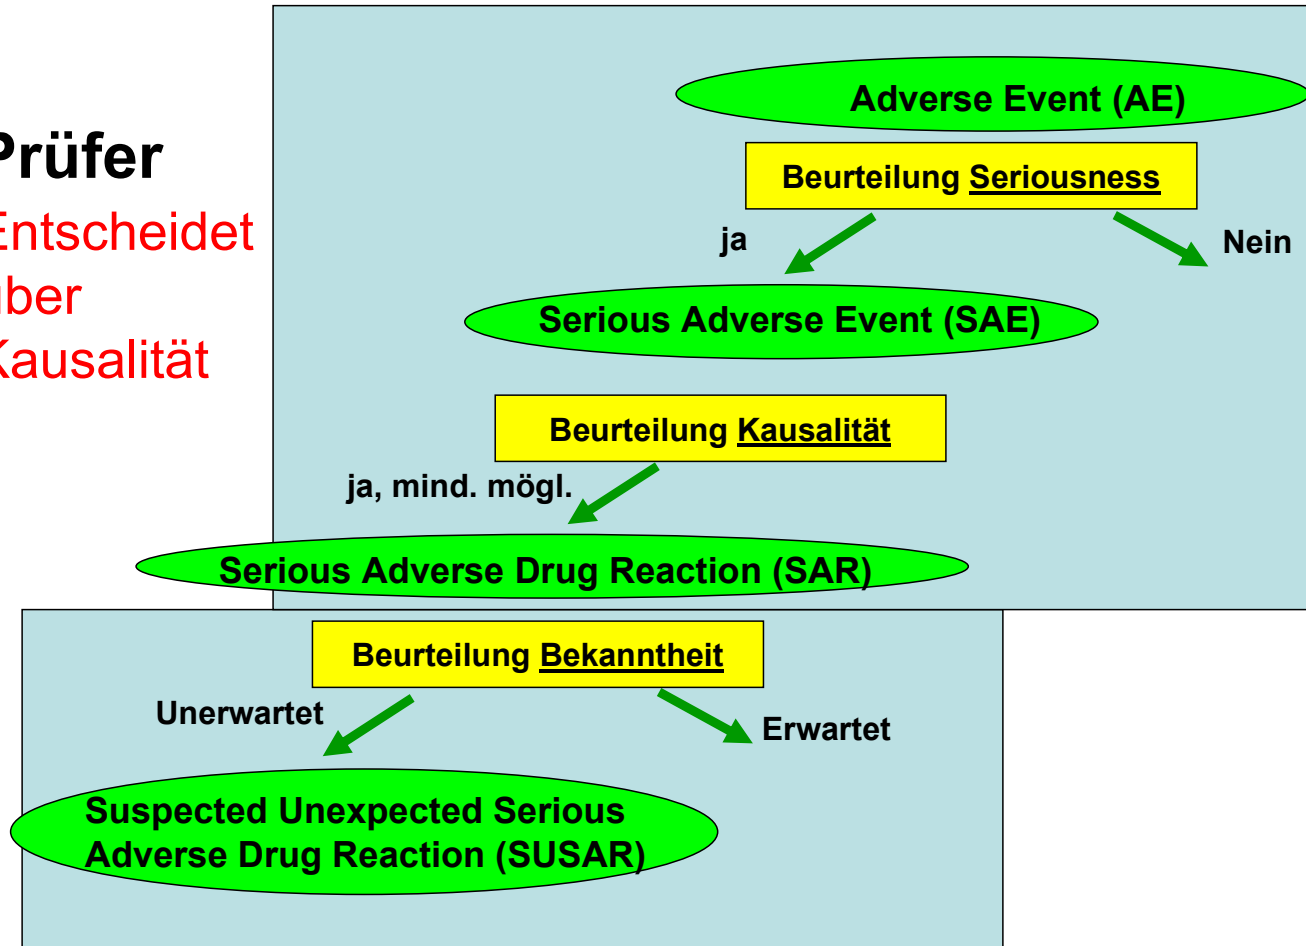 Adverse Event (AE)
Prüfer
Entscheidet
über
Kausalität
Beurteilung Seriousness
ja
Nein
Serious Adverse Event (SAE)
Beurteilung Kausalität
ja, mind. mögl.
Serious Adverse Drug Reaction (SAR)
Beurteilung Bekanntheit
Unerwartet
Erwartet
Suspected Unexpected Serious
Adverse Drug Reaction (SUSAR)